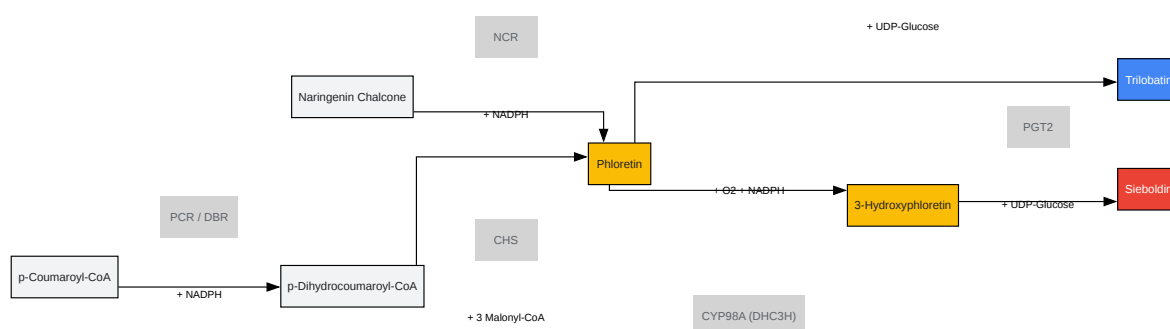 + UDP-Glucose
NCR
Trilobatin
Naringenin Chalcone
+ NADPH
PGT2
Phloretin
+ O2 + NADPH
Sieboldin
3-Hydroxyphloretin
+ UDP-Glucose
PCR / DBR
CHS
p-Coumaroyl-CoA
p-Dihydrocoumaroyl-CoA
+ NADPH
+ 3 Malonyl-CoA
CYP98A (DHC3H)